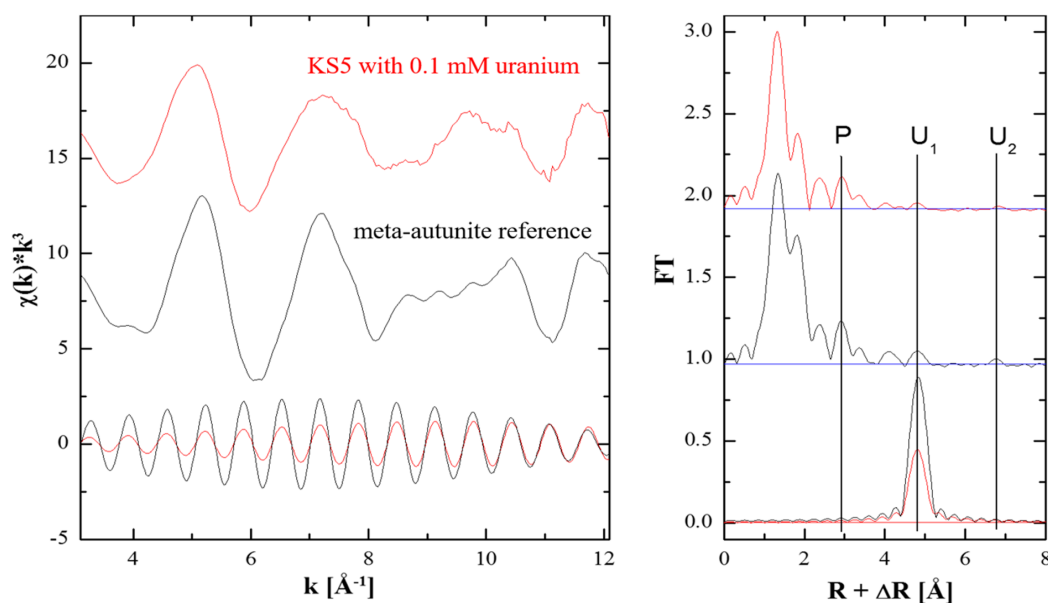 KS5 with 0.1 mM uranium
meta-autunite reference
χ(k)*k³
20
15
10
5
0
-5
4
6
8
10
12
k [Å⁻¹]
P
U₁
U₂
FT
3.0
2.5
2.0
1.5
1.0
0.5
0.0
0
2
4
6
8
R + ΔR [Å]